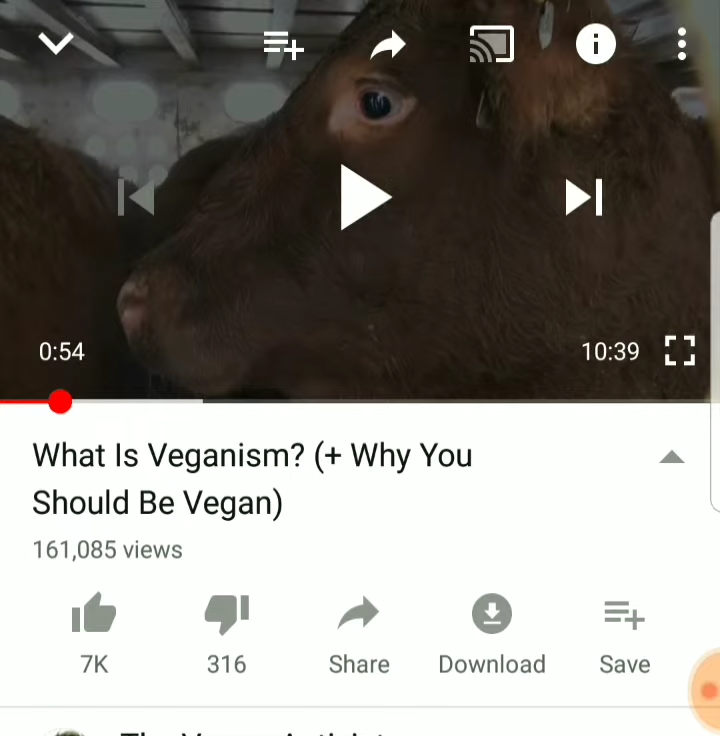 0:54
10:39
What Is Veganism? (+ Why You
Should Be Vegan)
161,085 views
7K
316
Share
Download
Save